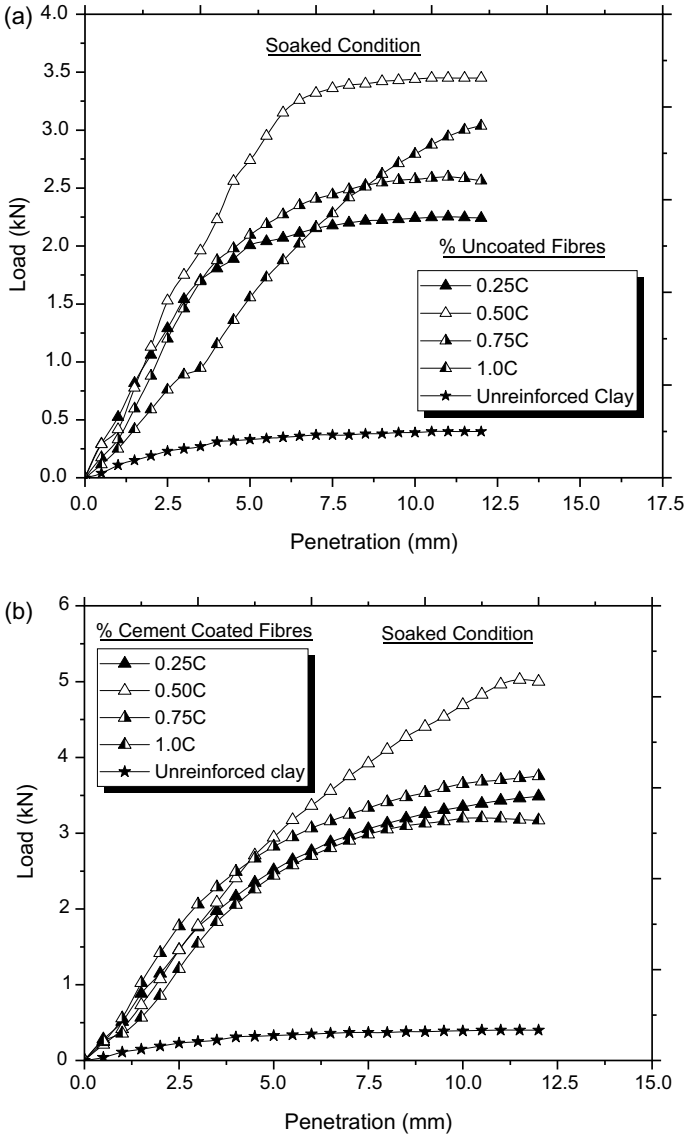 (a)
4.0
3.5
3.0
2.5
2.0
1.5
1.0
0.5
0.0
Load (kN)
Soaked Condition
% Uncoated Fibres
0.25C
0.50C
0.75C
1.0C
Unreinforced Clay
0.0 2.5 5.0 7.5 10.0 12.5 15.0 17.5
Penetration (mm)
(b)
6
5
4
3
2
1
0
Load (kN)
% Cement Coated Fibres
0.25C
0.50C
0.75C
1.0C
Unreinforced clay
Soaked Condition
0.0 2.5 5.0 7.5 10.0 12.5 15.0
Penetration (mm)